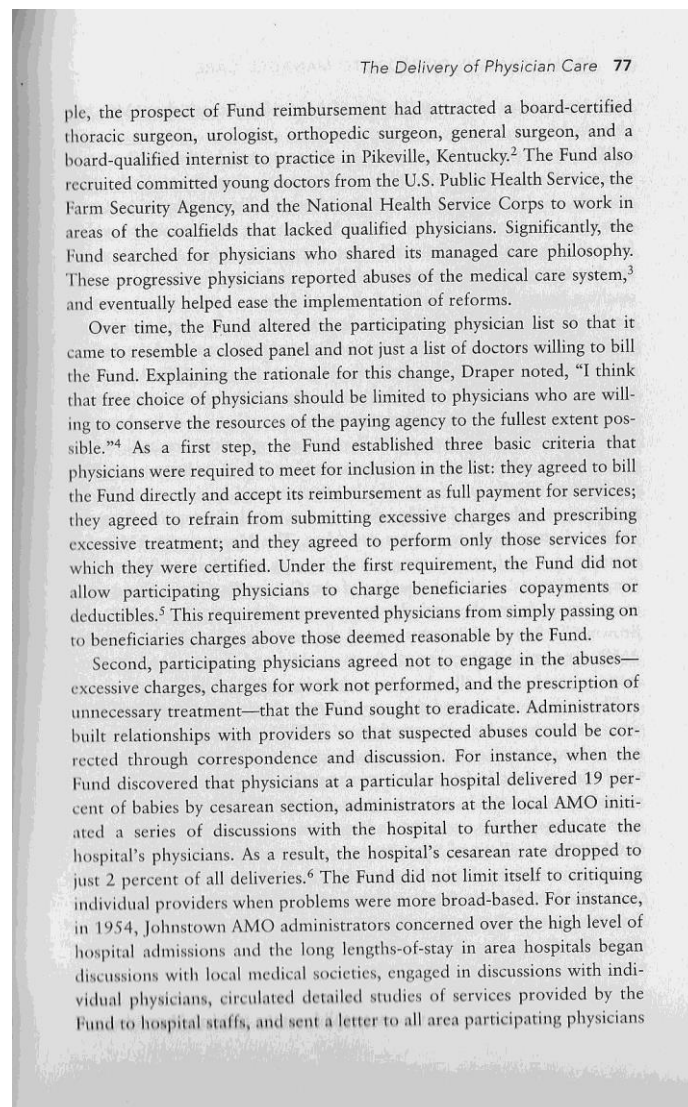 The Delivery of Physician Care 77
ple, the prospect of Fund reimbursement had attracted a board-certified
thoracic surgeon, urologist, orthopedic surgeon, general surgeon, and a
board-qualified internist to practice in Pikeville, Kentucky.2 The Fund also
recruited committed young doctors from the U.S. Public Health Service, the
Farm Security Agency, and the National Health Service Corps to work in
areas of the coalfields that lacked qualified physicians. Significantly, the
Fund searched for physicians who shared its managed care philosophy.
These progressive physicians reported abuses of the medical care system,3
and eventually helped ease the implementation of reforms.
Over time, the Fund altered the participating physician list so that it
came to resemble a closed panel and not just a list of doctors willing to bill
the Fund. Explaining the rationale for this change, Draper noted, “I think
that free choice of physicians should be limited to physicians who are will-
ing to conserve the resources of the paying agency to the fullest extent pos-
sible.”4 As a first step, the Fund established three basic criteria that
physicians were required to meet for inclusion in the list: they agreed to bill
the Fund directly and accept its reimbursement as full payment for services;
they agreed to refrain from submitting excessive charges and prescribing
excessive treatment; and they agreed to perform only those services for
which they were certified. Under the first requirement, the Fund did not
allow participating physicians to charge beneficiaries copayments or
deductibles.5 This requirement prevented physicians from simply passing on
to beneficiaries charges above those deemed reasonable by the Fund.
Second, participating physicians agreed not to engage in the abuses—
excessive charges, charges for work not performed, and the prescription of
unnecessary treatment—that the Fund sought to eradicate. Administrators
built relationships with providers so that suspected abuses could be cor-
rected through correspondence and discussion. For instance, when the
Fund discovered that physicians at a particular hospital delivered 19 per-
cent of babies by cesarean section, administrators at the local AMO initi-
ated a series of discussions with the hospital to further educate the
hospital’s physicians. As a result, the hospital’s cesarean rate dropped to
just 2 percent of all deliveries.6 The Fund did not limit itself to critiquing
individual providers when problems were more broad-based. For instance,
in 1954, Johnstown AMO administrators concerned over the high level of
hospital admissions and the long lengths-of-stay in area hospitals began
discussions with local medical societies, engaged in discussions with indi-
vidual physicians, circulated detailed studies of services provided by the
Fund to hospital staffs, and sent a letter to all area participating physicians